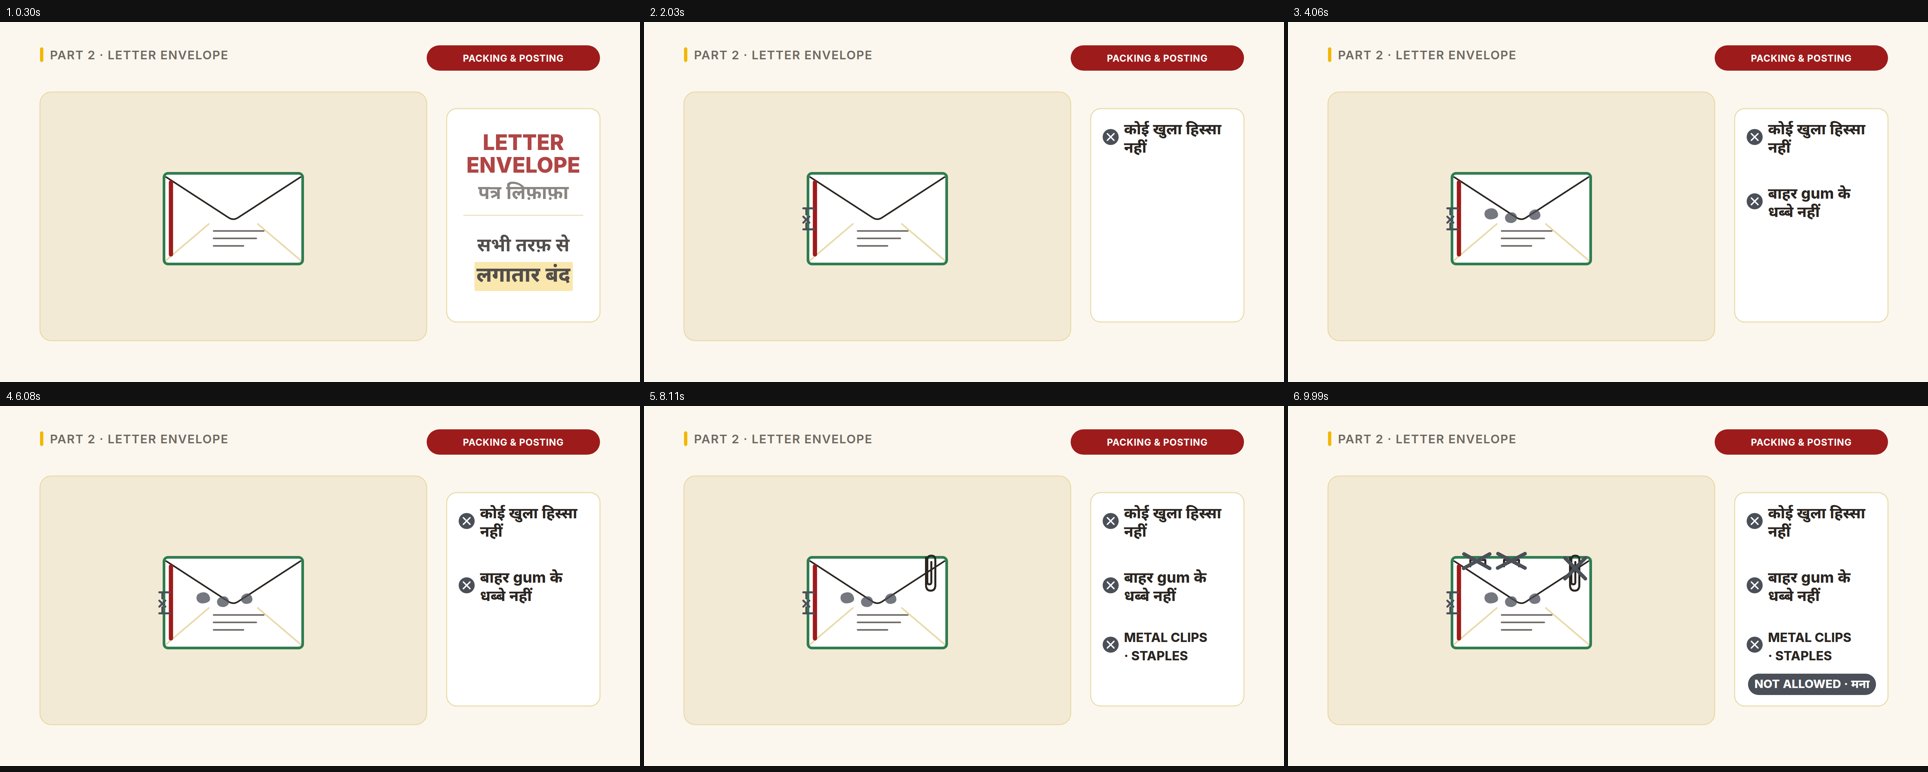 1. 0.30s
PART 2 · LETTER ENVELOPE
PACKING & POSTING
LETTER
ENVELOPE
पत्र लिफ़ाफ़ा
सभी तरफ़ से
लगातार बंद
2. 2.03s
PART 2 · LETTER ENVELOPE
PACKING & POSTING
कोई खुला हिस्सा
नहीं
3. 4.06s
PART 2 · LETTER ENVELOPE
PACKING & POSTING
कोई खुला हिस्सा
नहीं
बाहर gum के
धब्बे नहीं
4. 6.08s
PART 2 · LETTER ENVELOPE
PACKING & POSTING
कोई खुला हिस्सा
नहीं
बाहर gum के
धब्बे नहीं
5. 8.11s
PART 2 · LETTER ENVELOPE
PACKING & POSTING
कोई खुला हिस्सा
नहीं
बाहर gum के
धब्बे नहीं
METAL CLIPS
· STAPLES
6. 9.99s
PART 2 · LETTER ENVELOPE
PACKING & POSTING
कोई खुला हिस्सा
नहीं
बाहर gum के
धब्बे नहीं
METAL CLIPS
· STAPLES
NOT ALLOWED · मना